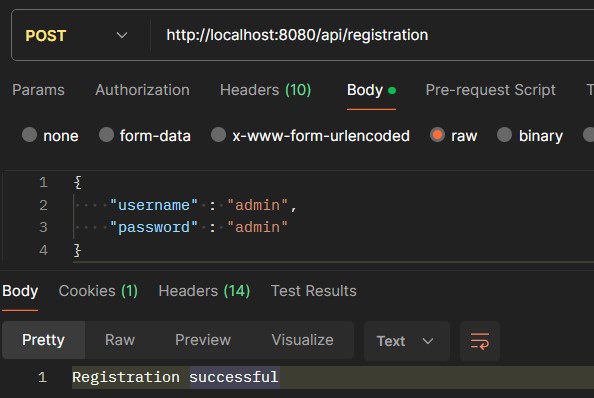 POST http://localhost:8080/api/registration
Params Authorization Headers (10) Body Pre-request Script T
none form-data x-www-form-urlencoded raw binary
1 {
2 "username" : "admin",
3 "password" : "admin"
4 }
Body Cookies (1) Headers (14) Test Results
Pretty Raw Preview Visualize Text
1 Registration successful